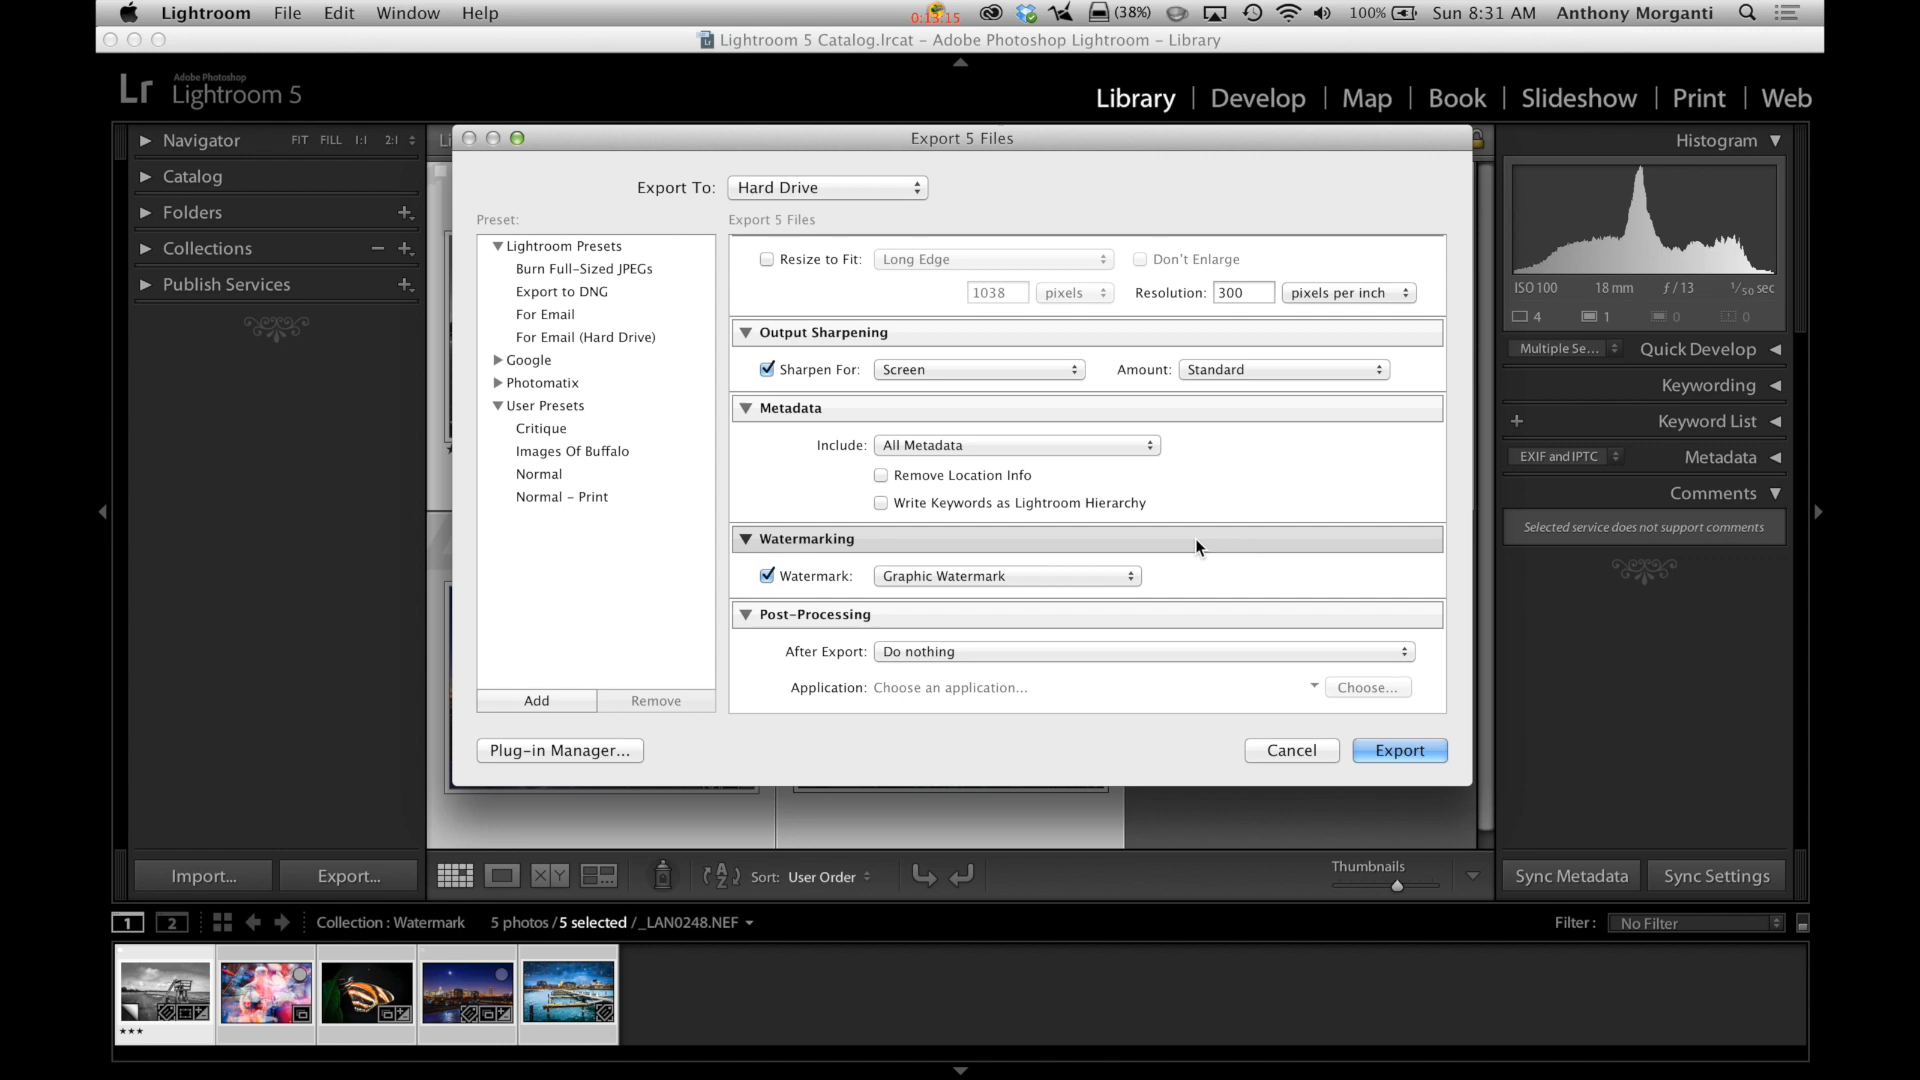 Lightroom File Edit Window Help 0:13:15 (38%) 100% Sun 8:31 AM Anthony Morganti
Lightroom 5 Catalog.lrcat – Adobe Photoshop Lightroom – Library
Lr Adobe Photoshop
Lightroom 5
Library | Develop | Map | Book | Slideshow | Print | Web
Navigator FIT FILL 1:1 2:1
Catalog
Folders
Collections
Publish Services
Export 5 Files
Export To: Hard Drive
Preset:
Lightroom Presets
Burn Full-Sized JPEGs
Export to DNG
For Email
For Email (Hard Drive)
Google
Photomatix
User Presets
Critique
Images Of Buffalo
Normal
Normal – Print
Add Remove
Plug-in Manager...
Export 5 Files
Resize to Fit: Long Edge Don't Enlarge
1038 pixels Resolution: 300 pixels per inch
Output Sharpening
Sharpen For: Screen Amount: Standard
Metadata
Include: All Metadata
Remove Location Info
Write Keywords as Lightroom Hierarchy
Watermarking
Watermark: Graphic Watermark
Post-Processing
After Export: Do nothing
Application: Choose an application... Choose...
Cancel Export
Histogram
ISO 100 18 mm ƒ / 13 1/50 sec
4 1 0 0
Multiple Se... Quick Develop
Keywording
Keyword List
EXIF and IPTC Metadata
Comments
Selected service does not support comments
Import... Export...
X Y A Z Sort: User Order Thumbnails
Sync Metadata Sync Settings
1 2 Collection : Watermark 5 photos / 5 selected / _LAN0248.NEF Filter : No Filter